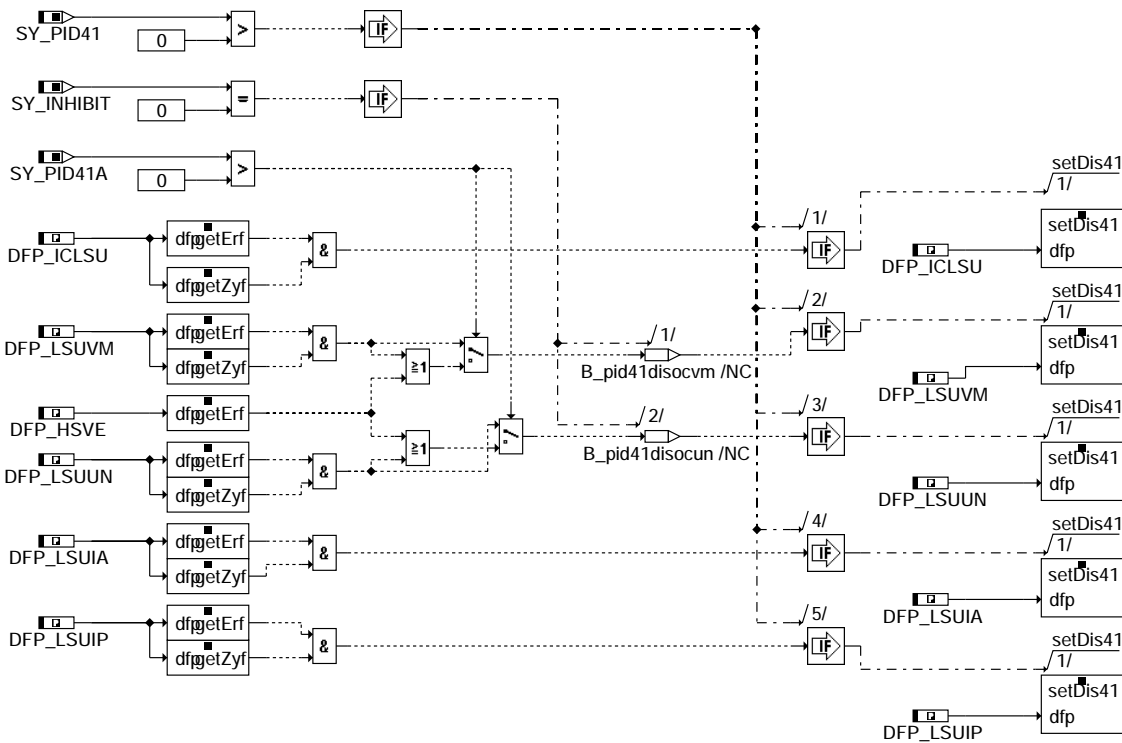 SY_PID41
0
>
IF
SY_INHIBIT
0
=
IF
SY_PID41A
0
>
setDis41
1/
DFP_ICLSU
dfpgetErf
dfpgetZyf
&
1/
IF
setDis41
dfp
DFP_ICLSU
setDis41
1/
DFP_LSUVM
dfpgetErf
dfpgetZyf
&
≥1
1/
B_pid41disocvm /NC
2/
IF
setDis41
dfp
DFP_LSUVM
DFP_HSVE
dfpgetErf
≥1
2/
B_pid41disocun /NC
3/
IF
setDis41
1/
DFP_LSUUN
dfpgetErf
dfpgetZyf
&
setDis41
dfp
DFP_LSUUN
DFP_LSUIA
dfpgetErf
dfpgetZyf
&
4/
IF
setDis41
1/
setDis41
dfp
DFP_LSUIA
DFP_LSUIP
dfpgetErf
dfpgetZyf
&
5/
IF
setDis41
1/
setDis41
dfp
DFP_LSUIP